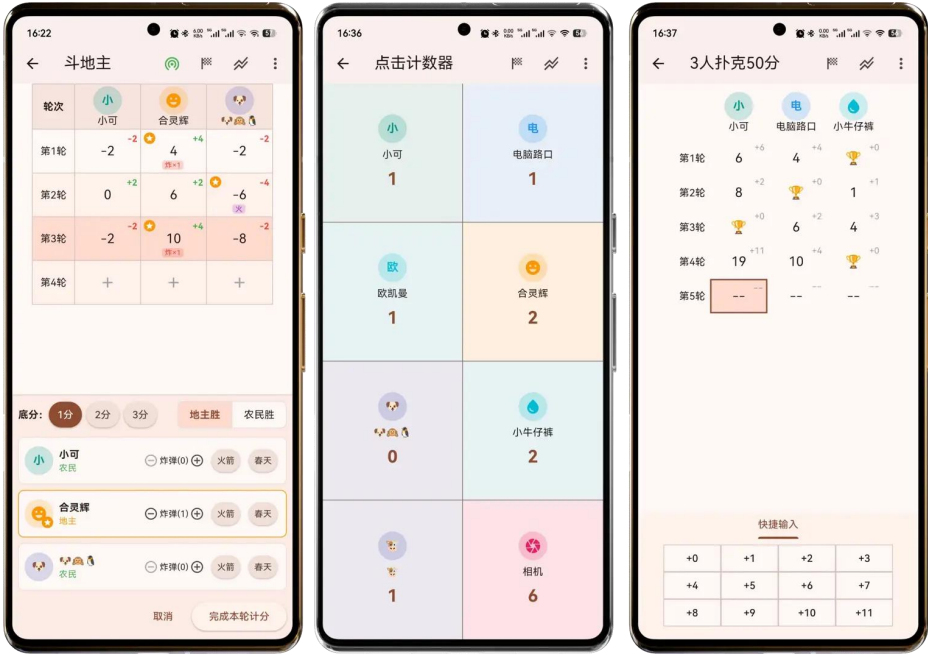 16:22
斗地主
轮次
小
小可
合灵辉
第1轮
-2
-2
4
+4
炸×1
-2
-2
第2轮
0
+2
6
+2
-6
-4
火
第3轮
-2
-2
10
+4
炸×1
-8
-2
第4轮
+
+
+
底分:
1分
2分
3分
地主胜
农民胜
小
小可
农民
炸弹(0)
火箭
春天
合灵辉
地主
炸弹(1)
火箭
春天
农民
炸弹(0)
火箭
春天
取消
完成本轮计分
16:36
点击计数器
小
小可
1
电
电脑路口
1
欧
欧凯曼
1
合灵辉
2
0
小牛仔裤
2
1
相机
6
16:37
3人扑克50分
小
小可
电
电脑路口
小牛仔裤
第1轮
6
+6
4
+4
+0
第2轮
8
+2
+0
1
+1
第3轮
+0
6
+2
4
+3
第4轮
19
+11
10
+4
+0
第5轮
--
--
--
--
--
--
快捷输入
+0
+1
+2
+3
+4
+5
+6
+7
+8
+9
+10
+11